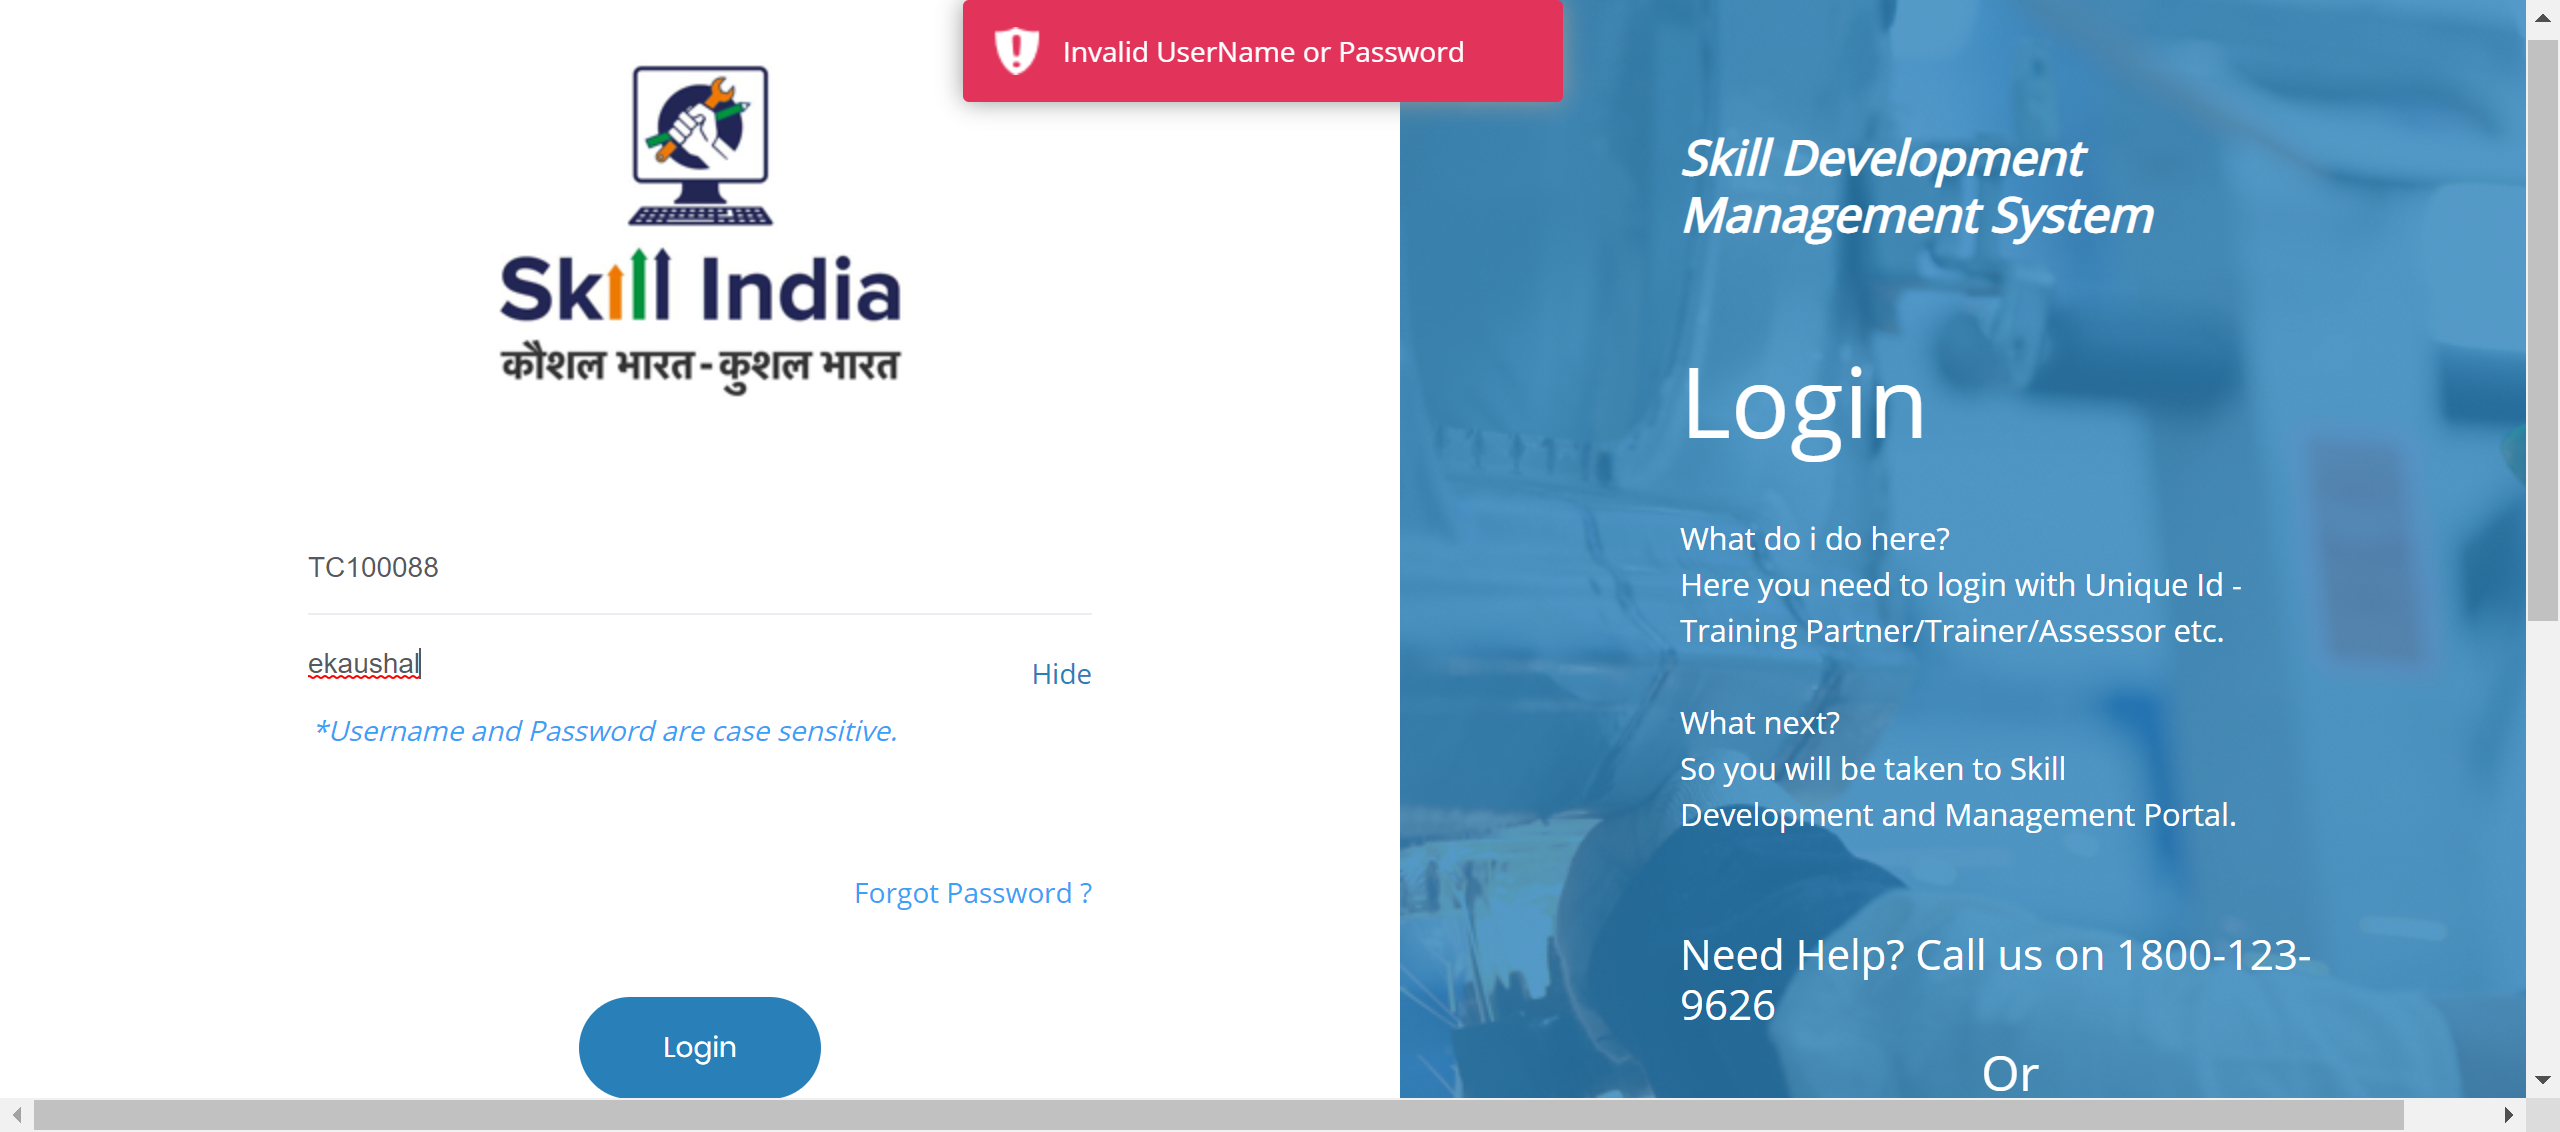 Invalid UserName or Password
Skill India
कौशल भारत - कुशल भारत
TC100088
ekaushal
Hide
*Username and Password are case sensitive.
Forgot Password ?
Login
Skill Development
Management System
Login
What do i do here?
Here you need to login with Unique Id -
Training Partner/Trainer/Assessor etc.
What next?
So you will be taken to Skill
Development and Management Portal.
Need Help? Call us on 1800-123-
9626
Or